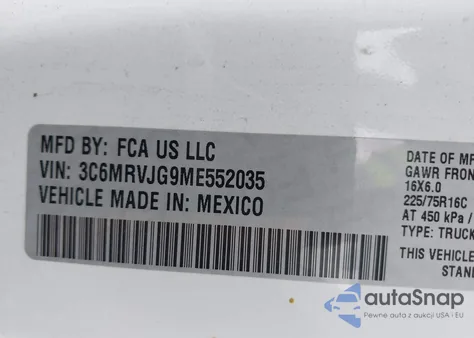 MFD BY: FCA US LLC
VIN: 3C6MRVJG9ME552035
VEHICLE MADE IN: MEXICO
DATE OF MF
GAWR FRON
16X6.0
225/75R16C
AT 450 kPa /
TYPE: TRUCK
THIS VEHICLE
STAN
autoSnap
Pewne auta z aukcji USA i EU